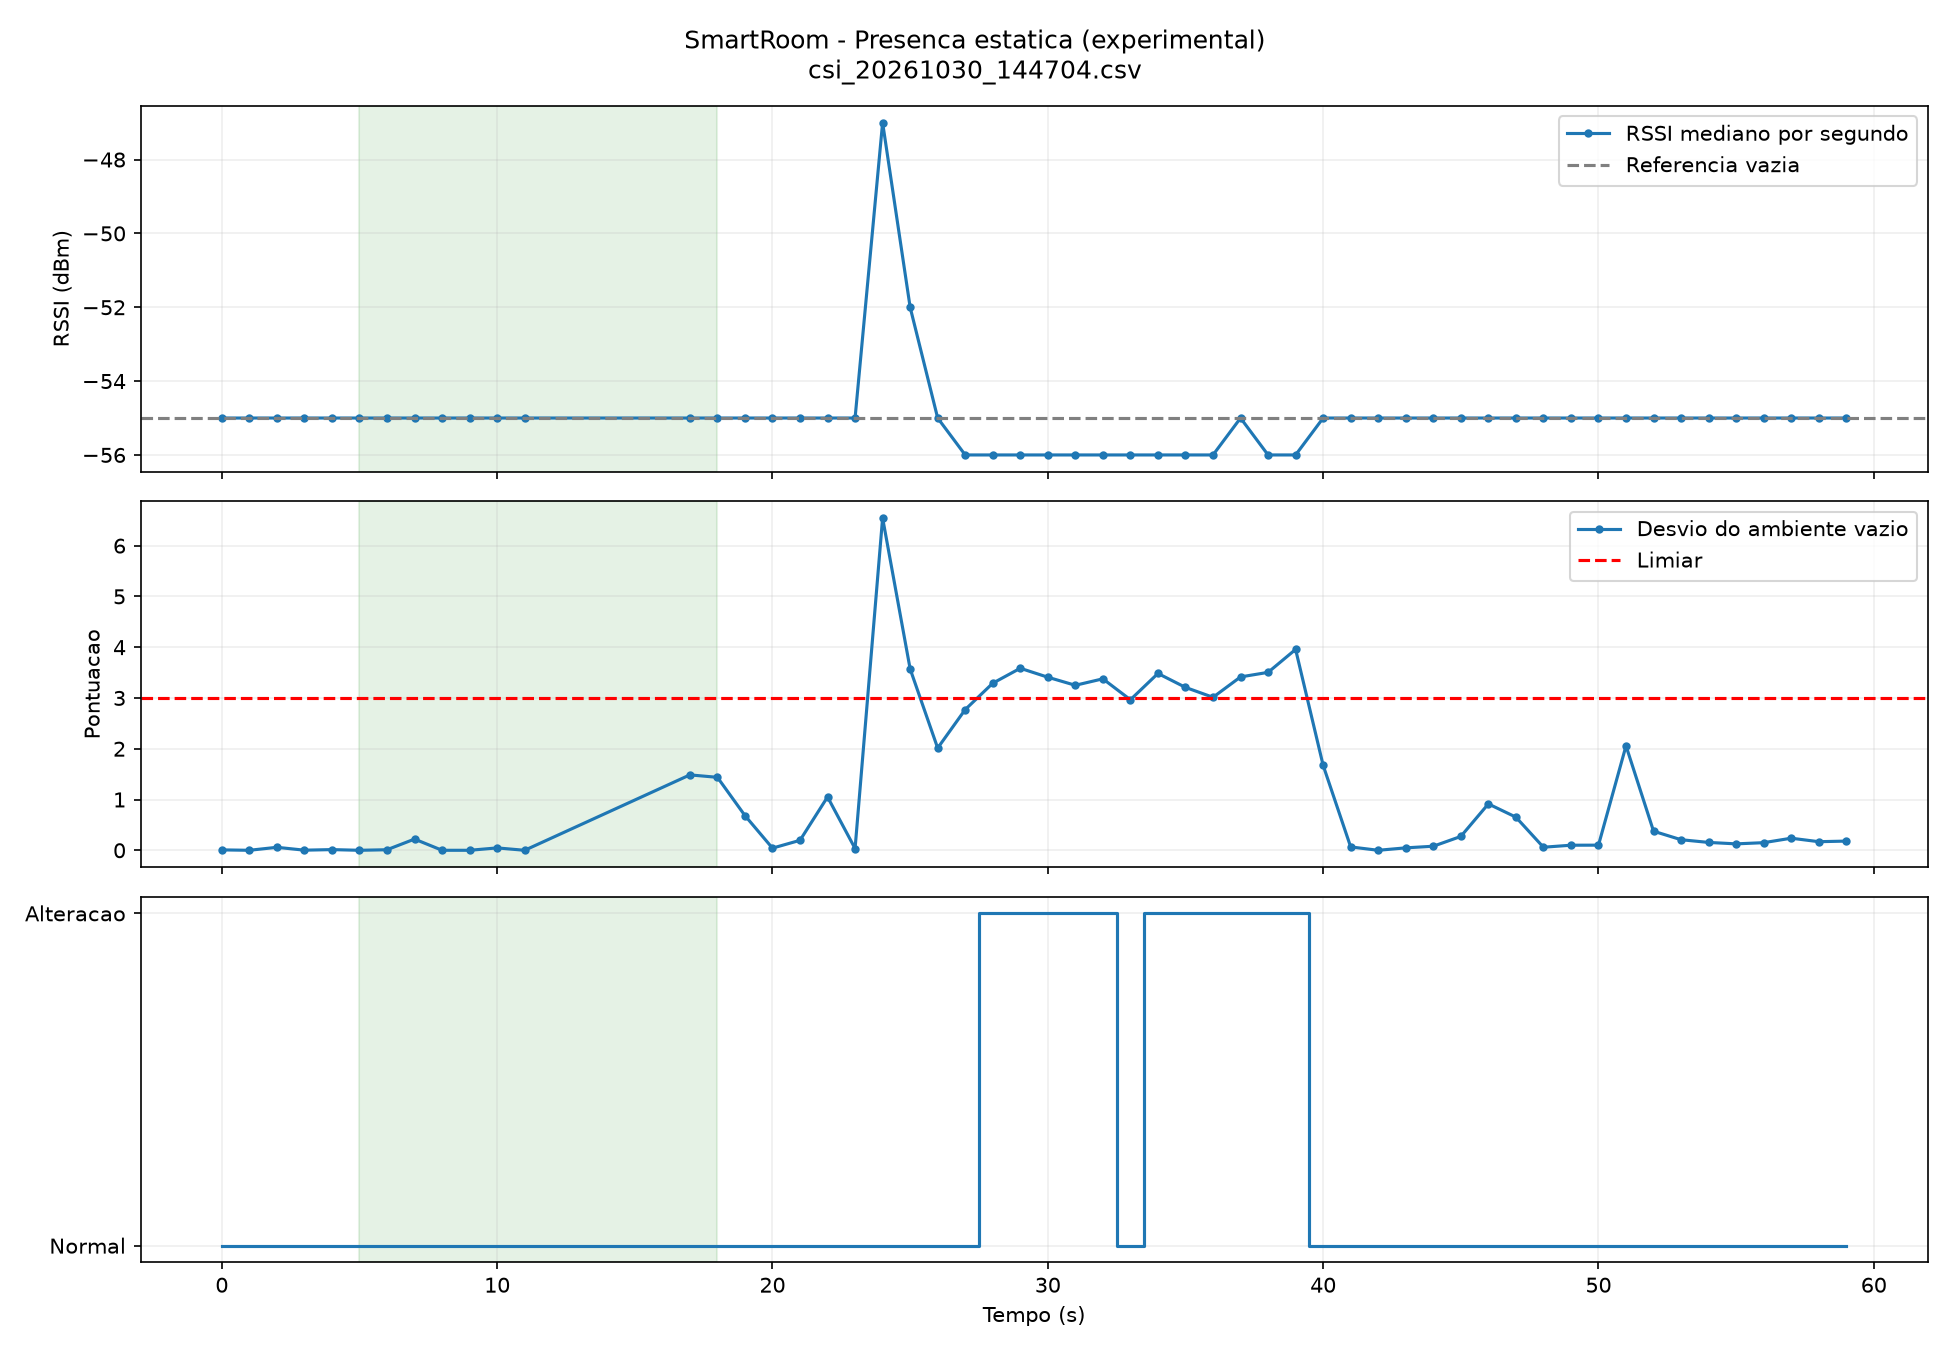 SmartRoom - Presenca estatica (experimental)
csi_20261030_144704.csv
RSSI (dBm)
−48
−50
−52
−54
−56
RSSI mediano por segundo
Referencia vazia
Pontuacao
6
5
4
3
2
1
0
Desvio do ambiente vazio
Limiar
Alteracao
Normal
0
10
20
30
40
50
60
Tempo (s)